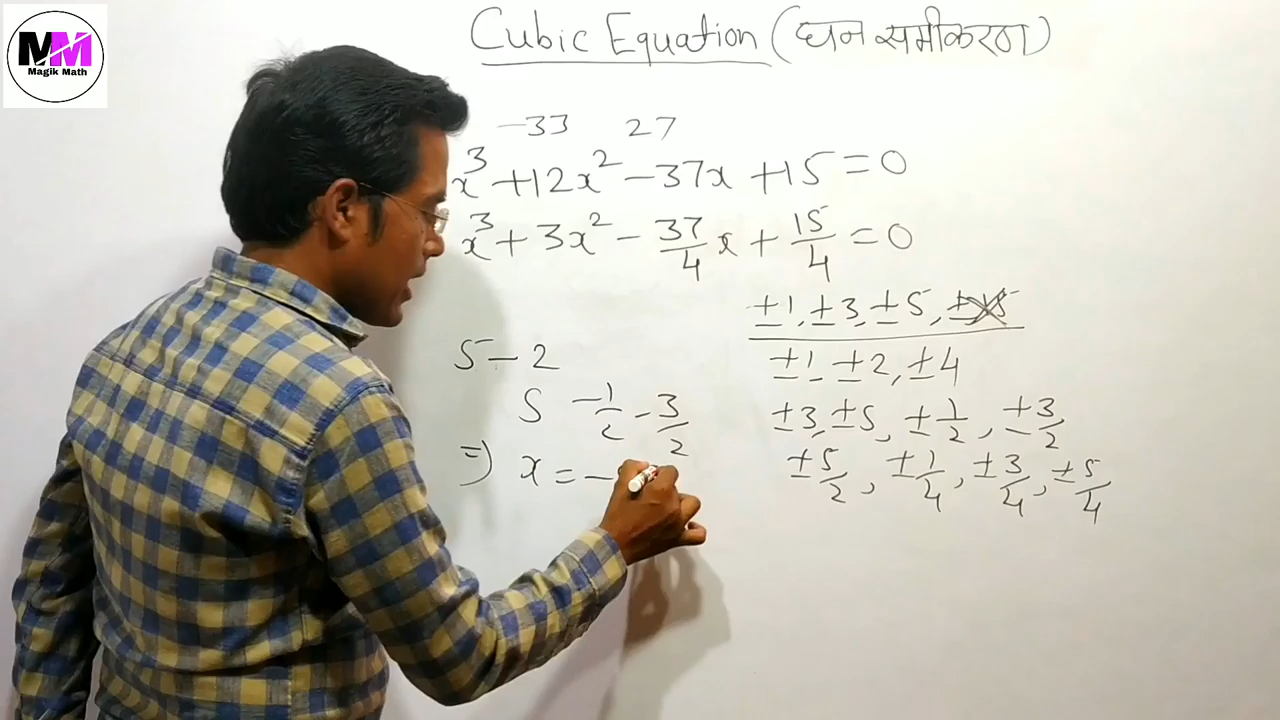 MM
Magik Math
Cubic Equation (घन समीकरण)
-33 27
x³ +12x² -37x +15 = 0
x³ + 3x² - 37/4 x + 15/4 = 0
±1, ±3, ±5, ±
5 - 2
±1 ±2, ±4
5 -1/2 - 3/2
±3, ±5, ±1/2, ±3/2
⇒ x = -
±5/2, ±1/4, ±3/4, ±5/4